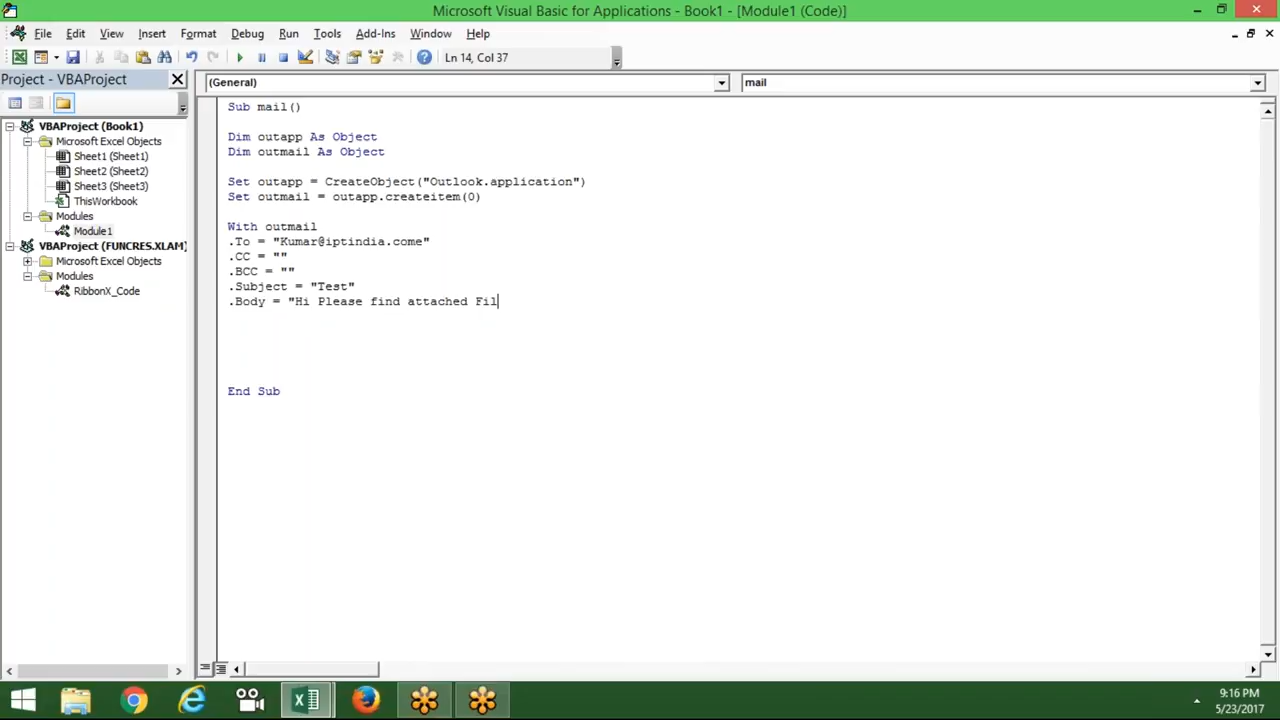 Microsoft Visual Basic for Applications - Book1 - [Module1 (Code)]
File Edit View Insert Format Debug Run Tools Add-Ins Window Help
Ln 14, Col 37
Project - VBAProject
(General)
mail
VBAProject (Book1)
Microsoft Excel Objects
Sheet1 (Sheet1)
Sheet2 (Sheet2)
Sheet3 (Sheet3)
ThisWorkbook
Modules
Module1
VBAProject (FUNCRES.XLAM)
Microsoft Excel Objects
Modules
RibbonX_Code
Sub mail()
Dim outapp As Object
Dim outmail As Object
Set outapp = CreateObject("Outlook.application")
Set outmail = outapp.createitem(0)
With outmail
.To = "Kumar@iptindia.come"
.CC = ""
.BCC = ""
.Subject = "Test"
.Body = "Hi Please find attached Fil
End Sub
9:16 PM
5/23/2017